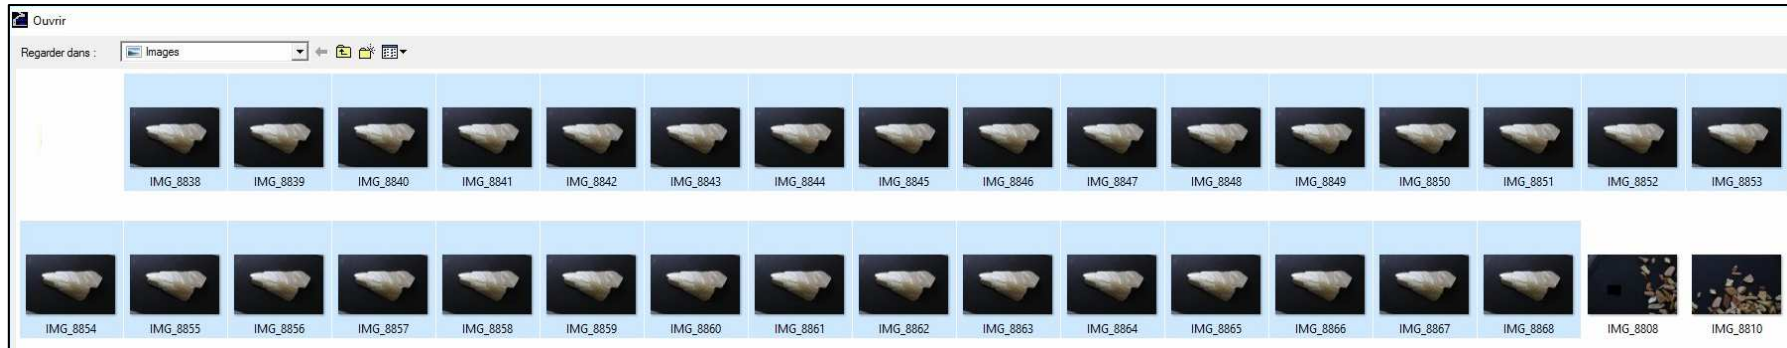 Ouvrir
Regarder dans : Images
IMG_8838 IMG_8839 IMG_8840 IMG_8841 IMG_8842 IMG_8843 IMG_8844 IMG_8845 IMG_8846 IMG_8847 IMG_8848 IMG_8849 IMG_8850 IMG_8851 IMG_8852 IMG_8853
IMG_8854 IMG_8855 IMG_8856 IMG_8857 IMG_8858 IMG_8859 IMG_8860 IMG_8861 IMG_8862 IMG_8863 IMG_8864 IMG_8865 IMG_8866 IMG_8867 IMG_8868 IMG_8808 IMG_8810